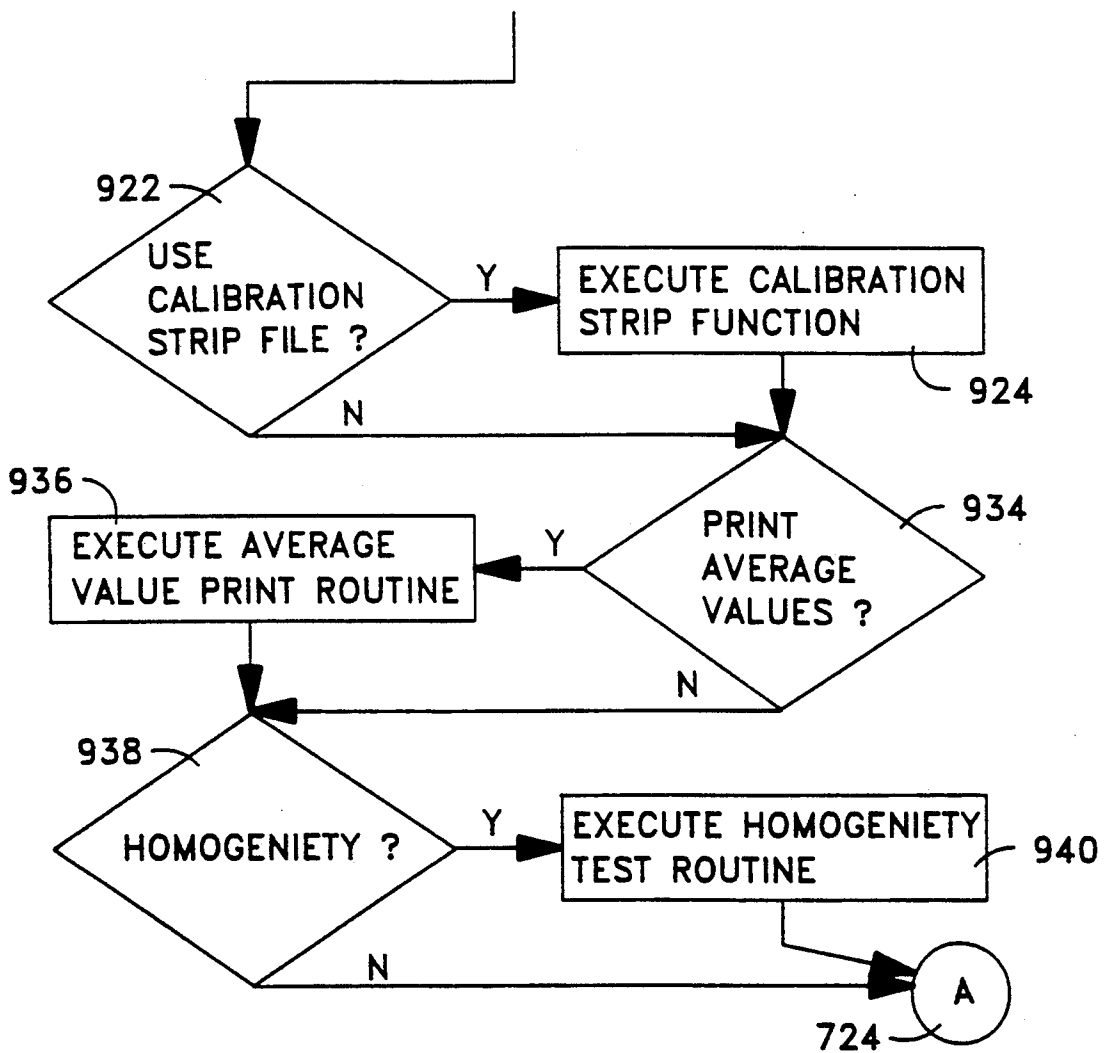 922
USE
CALIBRATION
STRIP FILE ?
Y
EXECUTE CALIBRATION
STRIP FUNCTION
924
N
936
EXECUTE AVERAGE
VALUE PRINT ROUTINE
Y
PRINT
AVERAGE
VALUES ?
934
N
938
HOMOGENIETY ?
Y
EXECUTE HOMOGENIETY
TEST ROUTINE
940
N
A
724